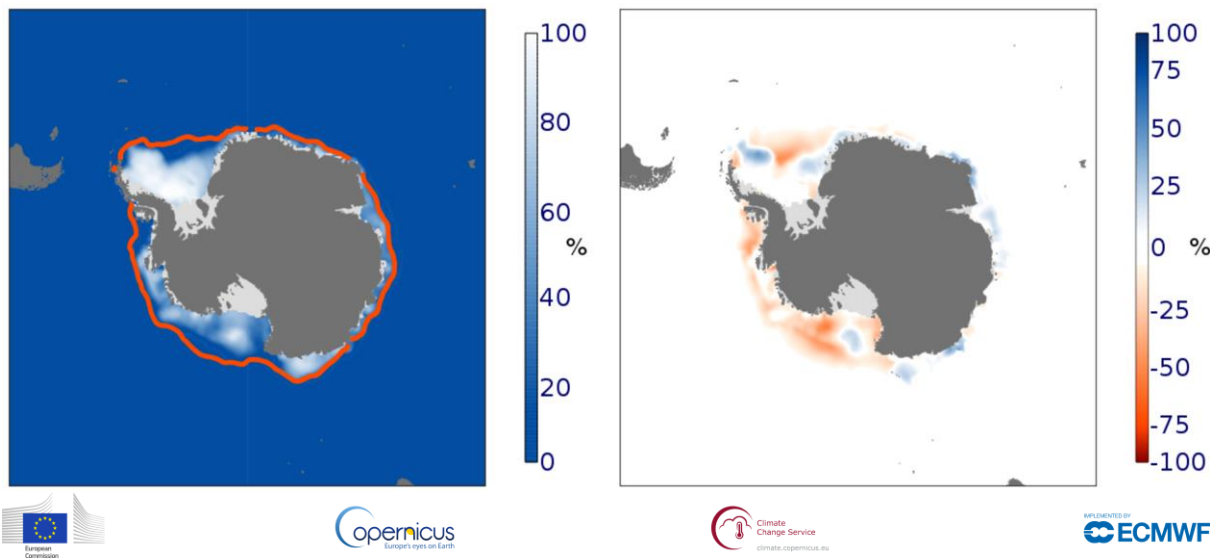 100
80
60
40
20
0
%
100
75
50
25
0
-25
-50
-75
-100
%
European
Commission
opernicus
Europe's eyes on Earth
Climate
Change Service
climate.copernicus.eu
IMPLEMENTED BY
ECMWF